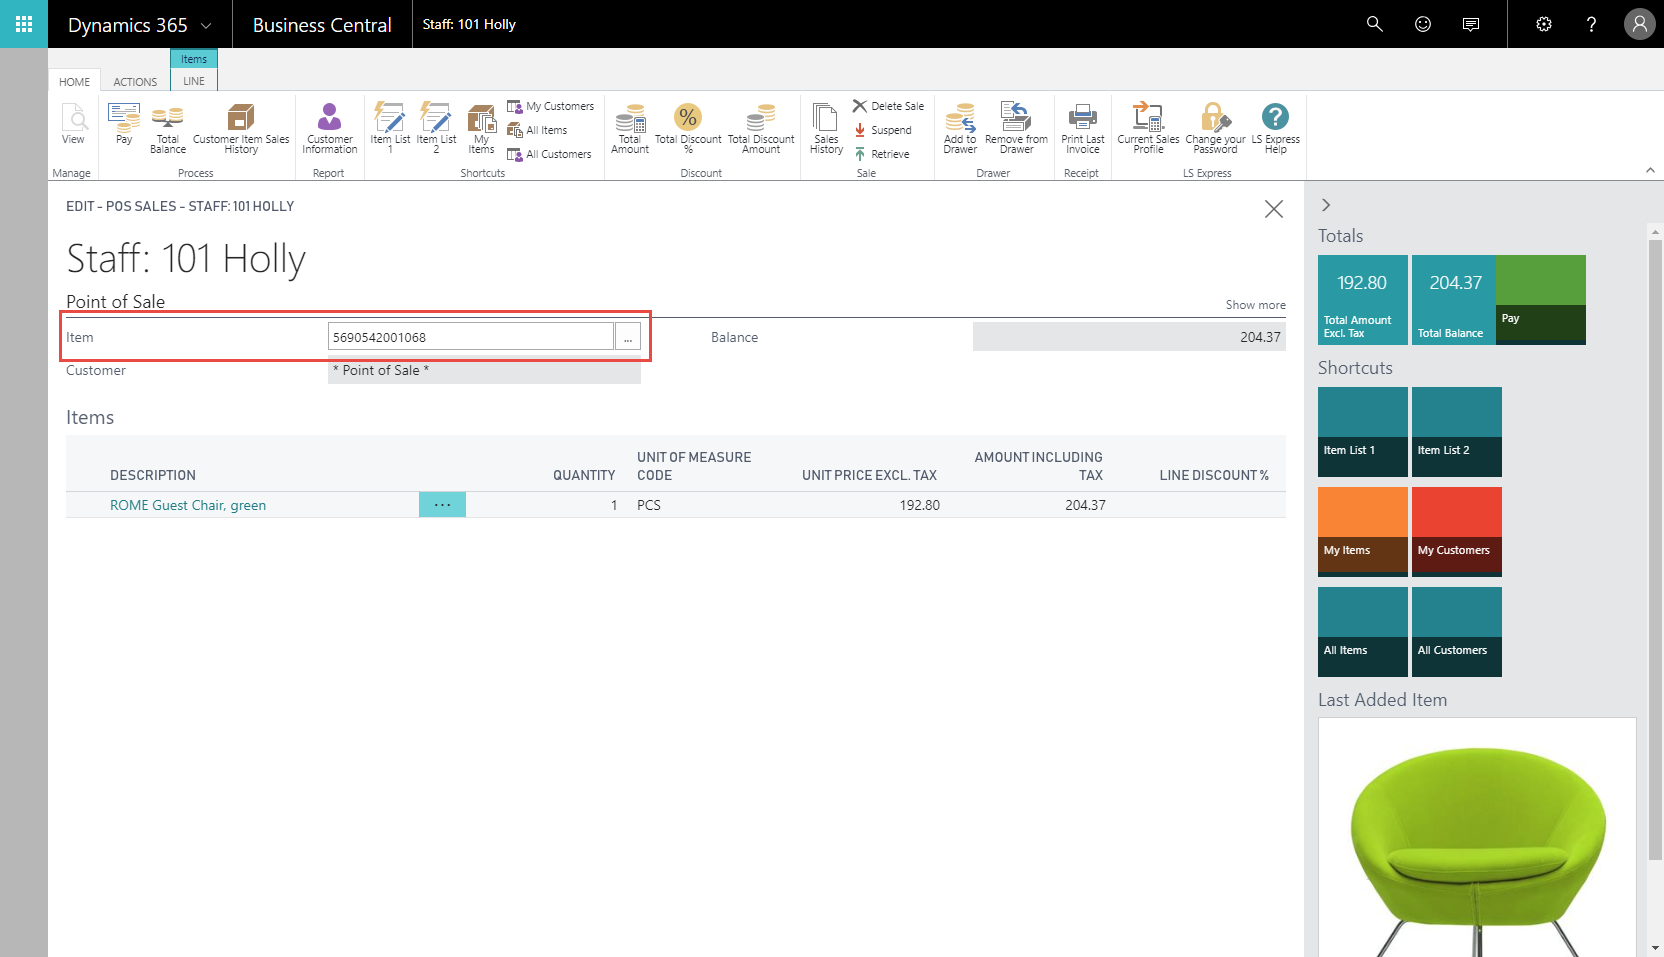 Dynamics 365
Business Central
Staff: 101 Holly
Items
HOME
ACTIONS
LINE
View
Manage
Pay
Total
Balance
Customer Item Sales
History
Process
Customer
Information
Report
Item List
1
Item List
2
My
Items
My Customers
All Items
All Customers
Shortcuts
Total
Amount
Total Discount
%
Total Discount
Amount
Discount
Sales
History
Delete Sale
Suspend
Retrieve
Sale
Add to
Drawer
Remove from
Drawer
Drawer
Print Last
Invoice
Receipt
Current Sales
Profile
Change your
Password
LS Express
Help
LS Express
EDIT - POS SALES - STAFF: 101 HOLLY
Staff: 101 Holly
Point of Sale
Show more
Item
5690542001068
...
Balance
204.37
Customer
* Point of Sale *
Items
DESCRIPTION
QUANTITY
UNIT OF MEASURE
CODE
UNIT PRICE EXCL. TAX
AMOUNT INCLUDING
TAX
LINE DISCOUNT %
ROME Guest Chair, green
...
1
PCS
192.80
204.37
Totals
192.80
Total Amount
Excl. Tax
204.37
Total Balance
Pay
Shortcuts
Item List 1
Item List 2
My Items
My Customers
All Items
All Customers
Last Added Item